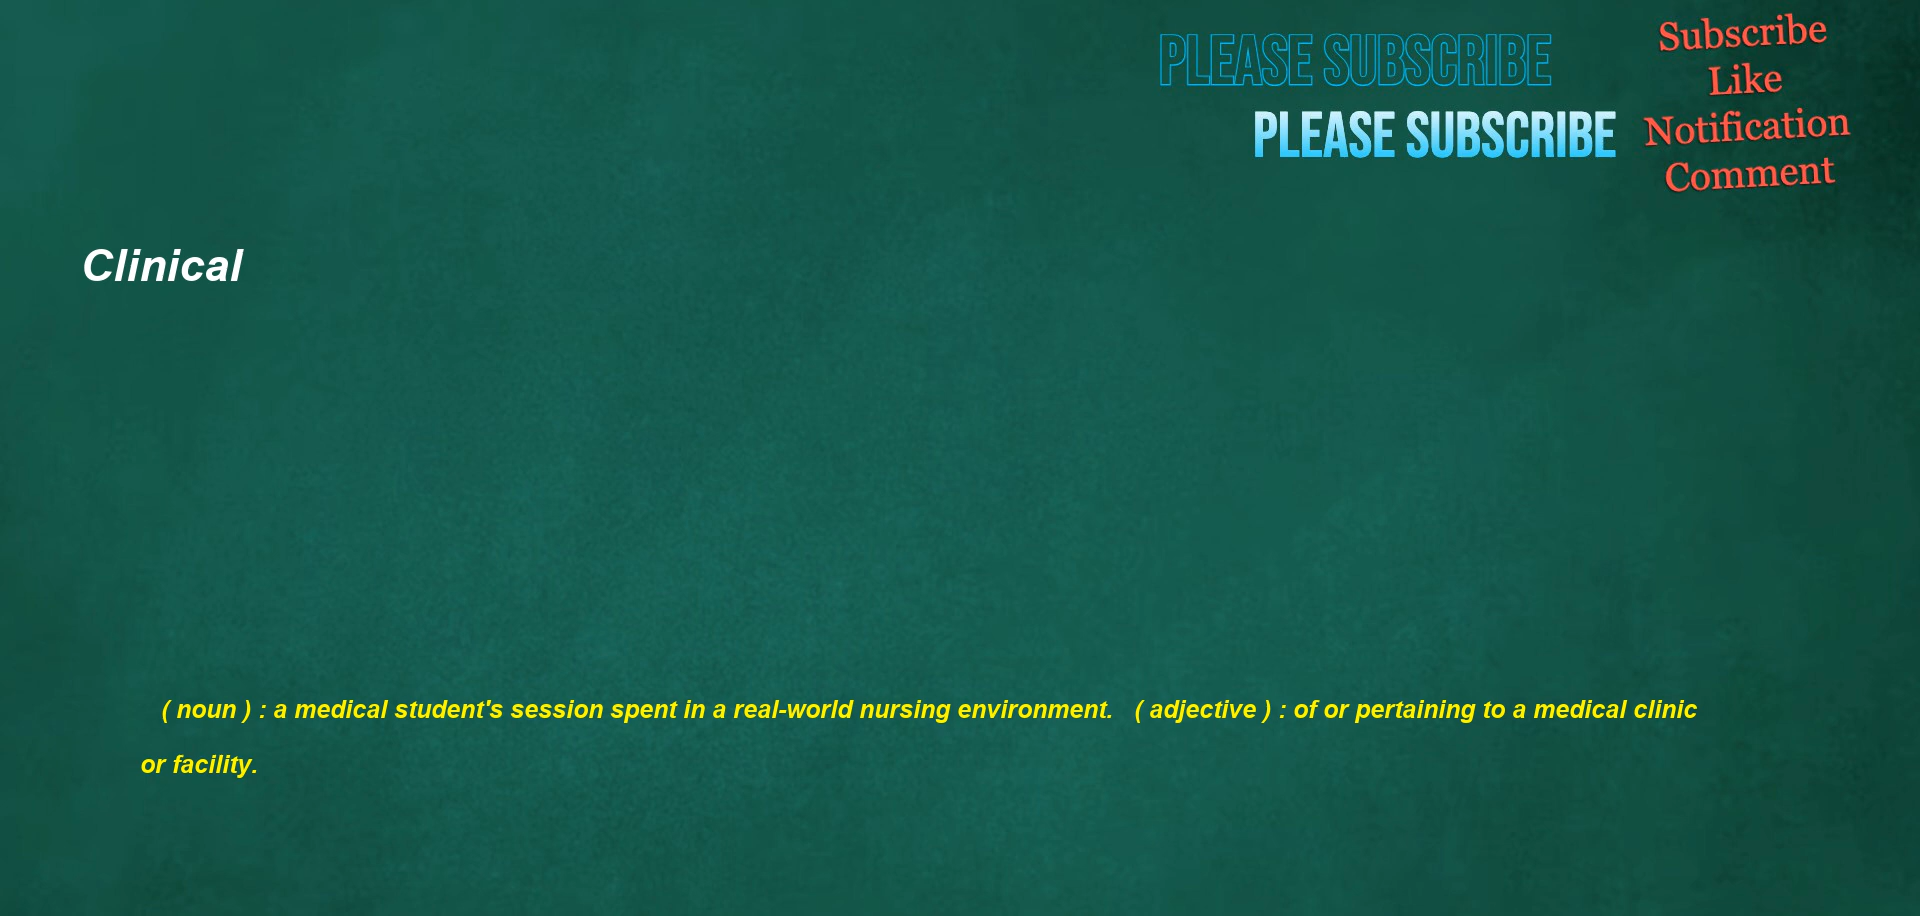 PLEASE SUBSCRIBE
PLEASE SUBSCRIBE
Subscribe
Like
Notification
Comment
Clinical
( noun ) : a medical student's session spent in a real-world nursing environment.   ( adjective ) : of or pertaining to a medical clinic
or facility.